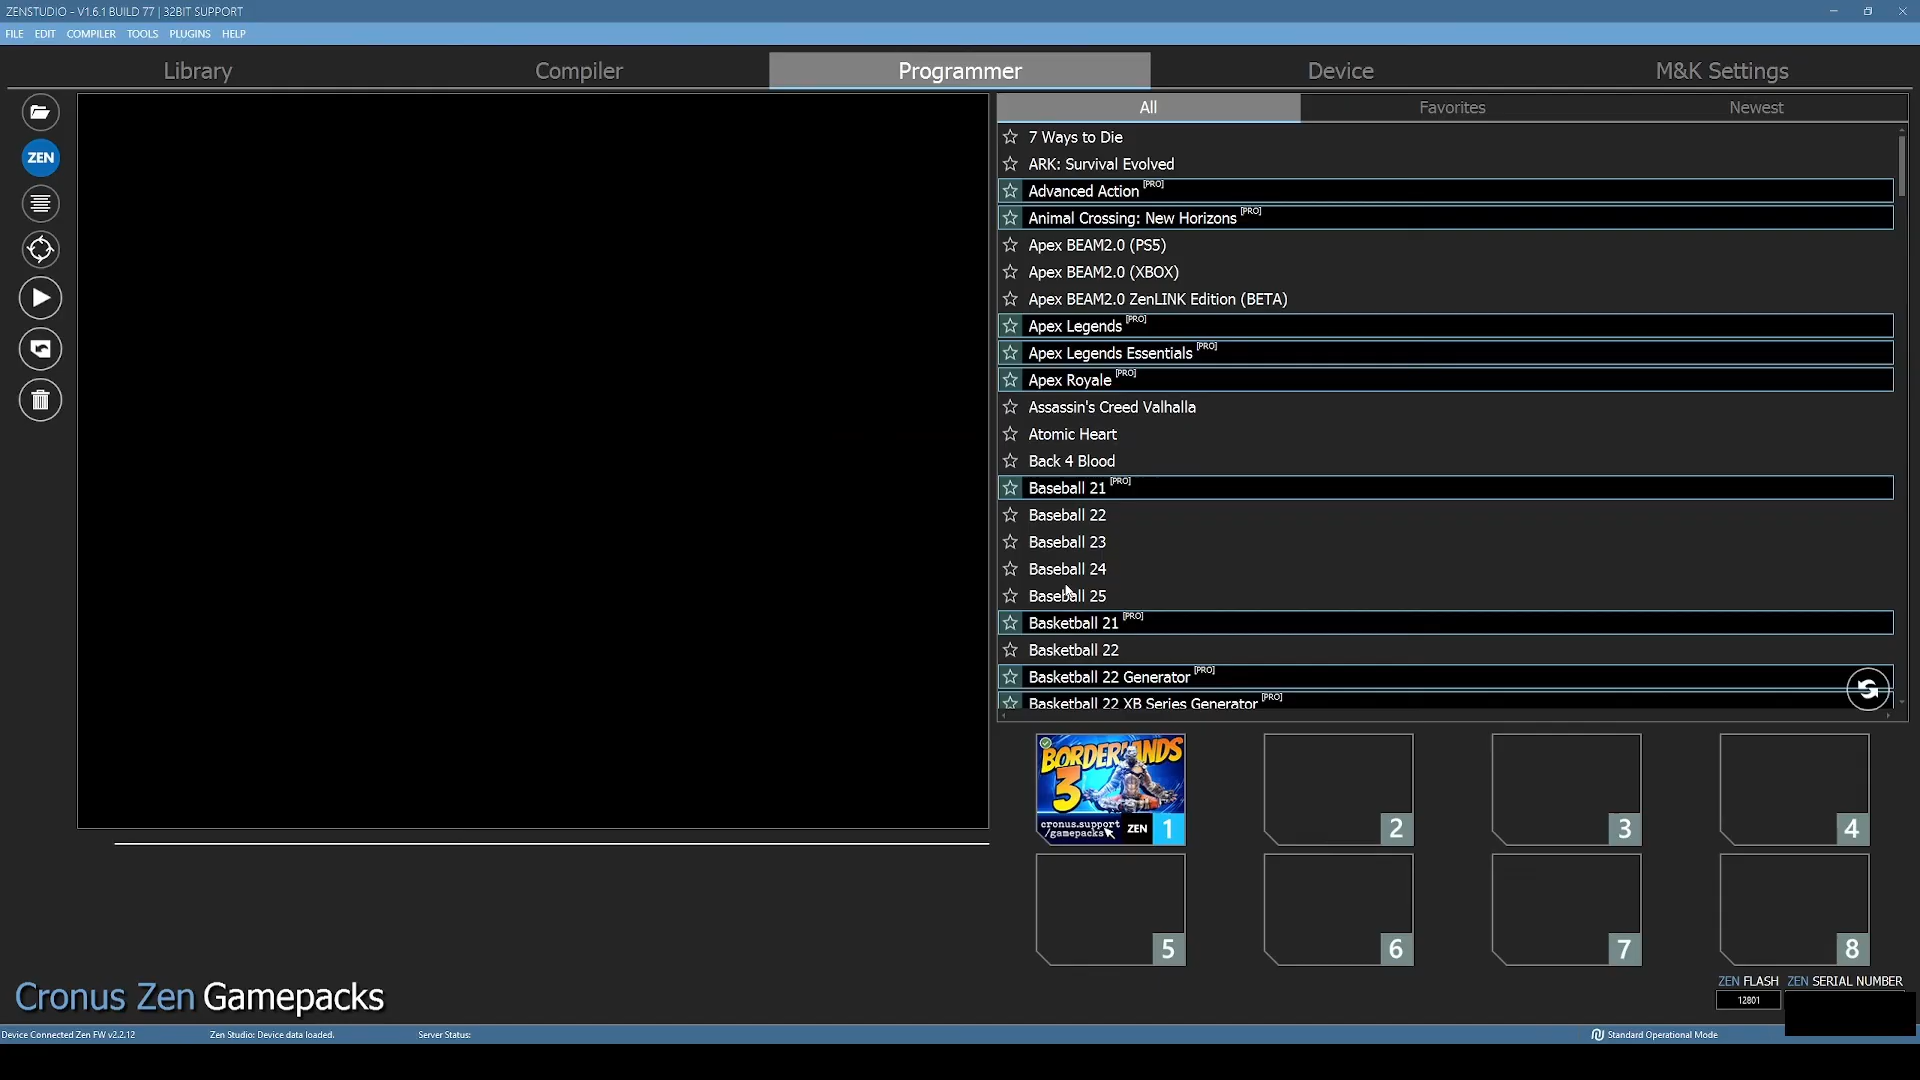 ZENSTUDIO - V1.6.1 BUILD 77 | 32BIT SUPPORT
FILE EDIT COMPILER TOOLS PLUGINS HELP
Library Compiler Programmer Device M&K Settings
All Favorites Newest
ZEN
7 Ways to Die
ARK: Survival Evolved
Advanced Action [PRO]
Animal Crossing: New Horizons [PRO]
Apex BEAM2.0 (PS5)
Apex BEAM2.0 (XBOX)
Apex BEAM2.0 ZenLINK Edition (BETA)
Apex Legends [PRO]
Apex Legends Essentials [PRO]
Apex Royale [PRO]
Assassin's Creed Valhalla
Atomic Heart
Back 4 Blood
Baseball 21 [PRO]
Baseball 22
Baseball 23
Baseball 24
Baseball 25
Basketball 21 [PRO]
Basketball 22
Basketball 22 Generator [PRO]
Basketball 22 XB Series Generator [PRO]
BORDERLANDS
3
cronus.support
/gamepacks
ZEN 1
2
3
4
5
6
7
8
Cronus Zen Gamepacks
ZEN FLASH ZEN SERIAL NUMBER
12801
Device Connected Zen FW v2.2.12 Zen Studio: Device data loaded. Server Status: Standard Operational Mode